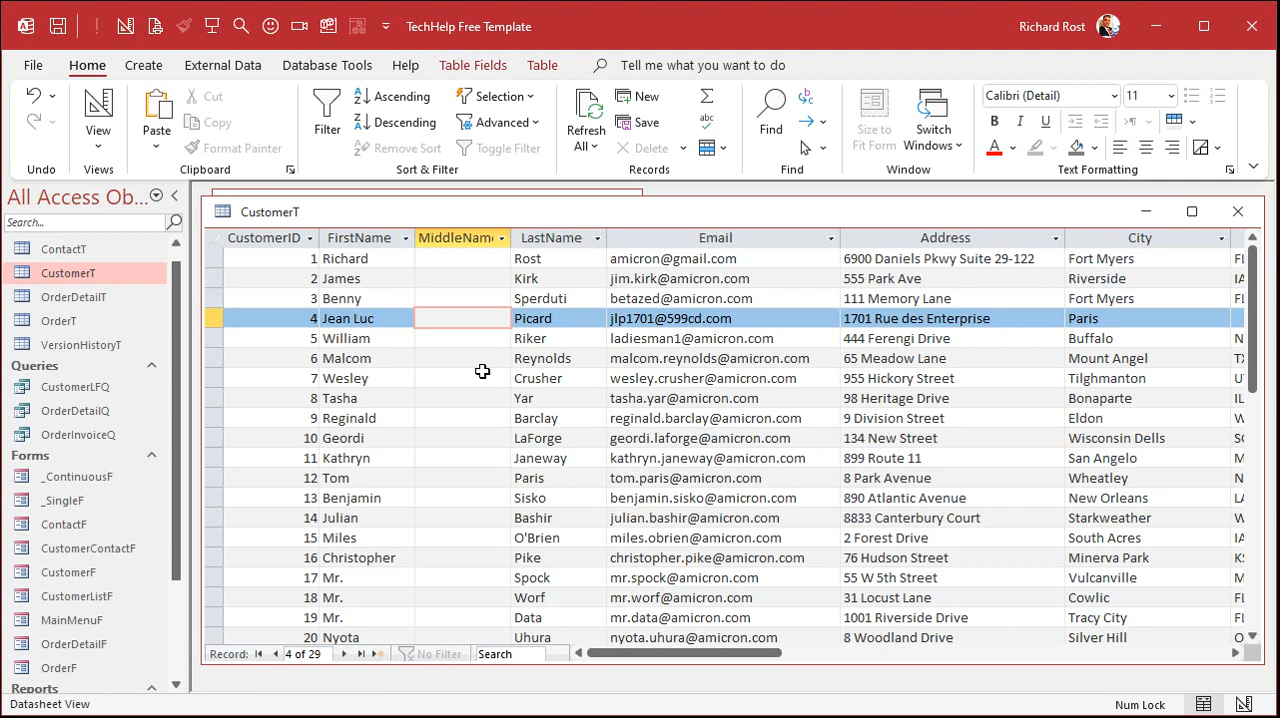 TechHelp Free Template
Richard Rost
File Home Create External Data Database Tools Help Table Fields Table Tell me what you want to do
View
Paste
Cut
Copy
Format Painter
Filter
Ascending
Descending
Remove Sort
Selection
Advanced
Toggle Filter
Refresh
All
New
Save
Delete
Find
Size to
Fit Form
Switch
Windows
Calibri (Detail) 11
B I U
A
Undo Views Clipboard Sort & Filter Records Find Window Text Formatting
All Access Ob...
Search...
ContactT
CustomerT
OrderDetailT
OrderT
VersionHistoryT
Queries
CustomerLFQ
OrderDetailQ
OrderInvoiceQ
Forms
_ContinuousF
_SingleF
ContactF
CustomerContactF
CustomerF
CustomerListF
MainMenuF
OrderDetailF
OrderF
Reports
CustomerT
CustomerID FirstName MiddleName LastName Email Address City
1 Richard Rost amicron@gmail.com 6900 Daniels Pkwy Suite 29-122 Fort Myers FL
2 James Kirk jim.kirk@amicron.com 555 Park Ave Riverside IA
3 Benny Sperduti betazed@amicron.com 111 Memory Lane Fort Myers FL
4 Jean Luc Picard jlp1701@599cd.com 1701 Rue des Enterprise Paris
5 William Riker ladiesman1@amicron.com 444 Ferengi Drive Buffalo N
6 Malcom Reynolds malcom.reynolds@amicron.com 65 Meadow Lane Mount Angel TX
7 Wesley Crusher wesley.crusher@amicron.com 955 Hickory Street Tilghmanton U
8 Tasha Yar tasha.yar@amicron.com 98 Heritage Drive Bonaparte IA
9 Reginald Barclay reginald.barclay@amicron.com 9 Division Street Eldon W
10 Geordi LaForge geordi.laforge@amicron.com 134 New Street Wisconsin Dells SC
11 Kathryn Janeway kathryn.janeway@amicron.com 899 Route 11 San Angelo M
12 Tom Paris tom.paris@amicron.com 8 Park Avenue Wheatley FL
13 Benjamin Sisko benjamin.sisko@amicron.com 890 Atlantic Avenue New Orleans LA
14 Julian Bashir julian.bashir@amicron.com 8833 Canterbury Court Starkweather W
15 Miles O'Brien miles.obrien@amicron.com 2 Forest Drive South Acres IA
16 Christopher Pike christopher.pike@amicron.com 76 Hudson Street Minerva Park KS
17 Mr. Spock mr.spock@amicron.com 55 W 5th Street Vulcanville M
18 Mr. Worf mr.worf@amicron.com 31 Locust Lane Cowlic FL
19 Mr. Data mr.data@amicron.com 1001 Riverside Drive Tracy City FL
20 Nyota Uhura nyota.uhura@amicron.com 8 Woodland Drive Silver Hill O
Record: 4 of 29 No Filter Search
Datasheet View
Num Lock